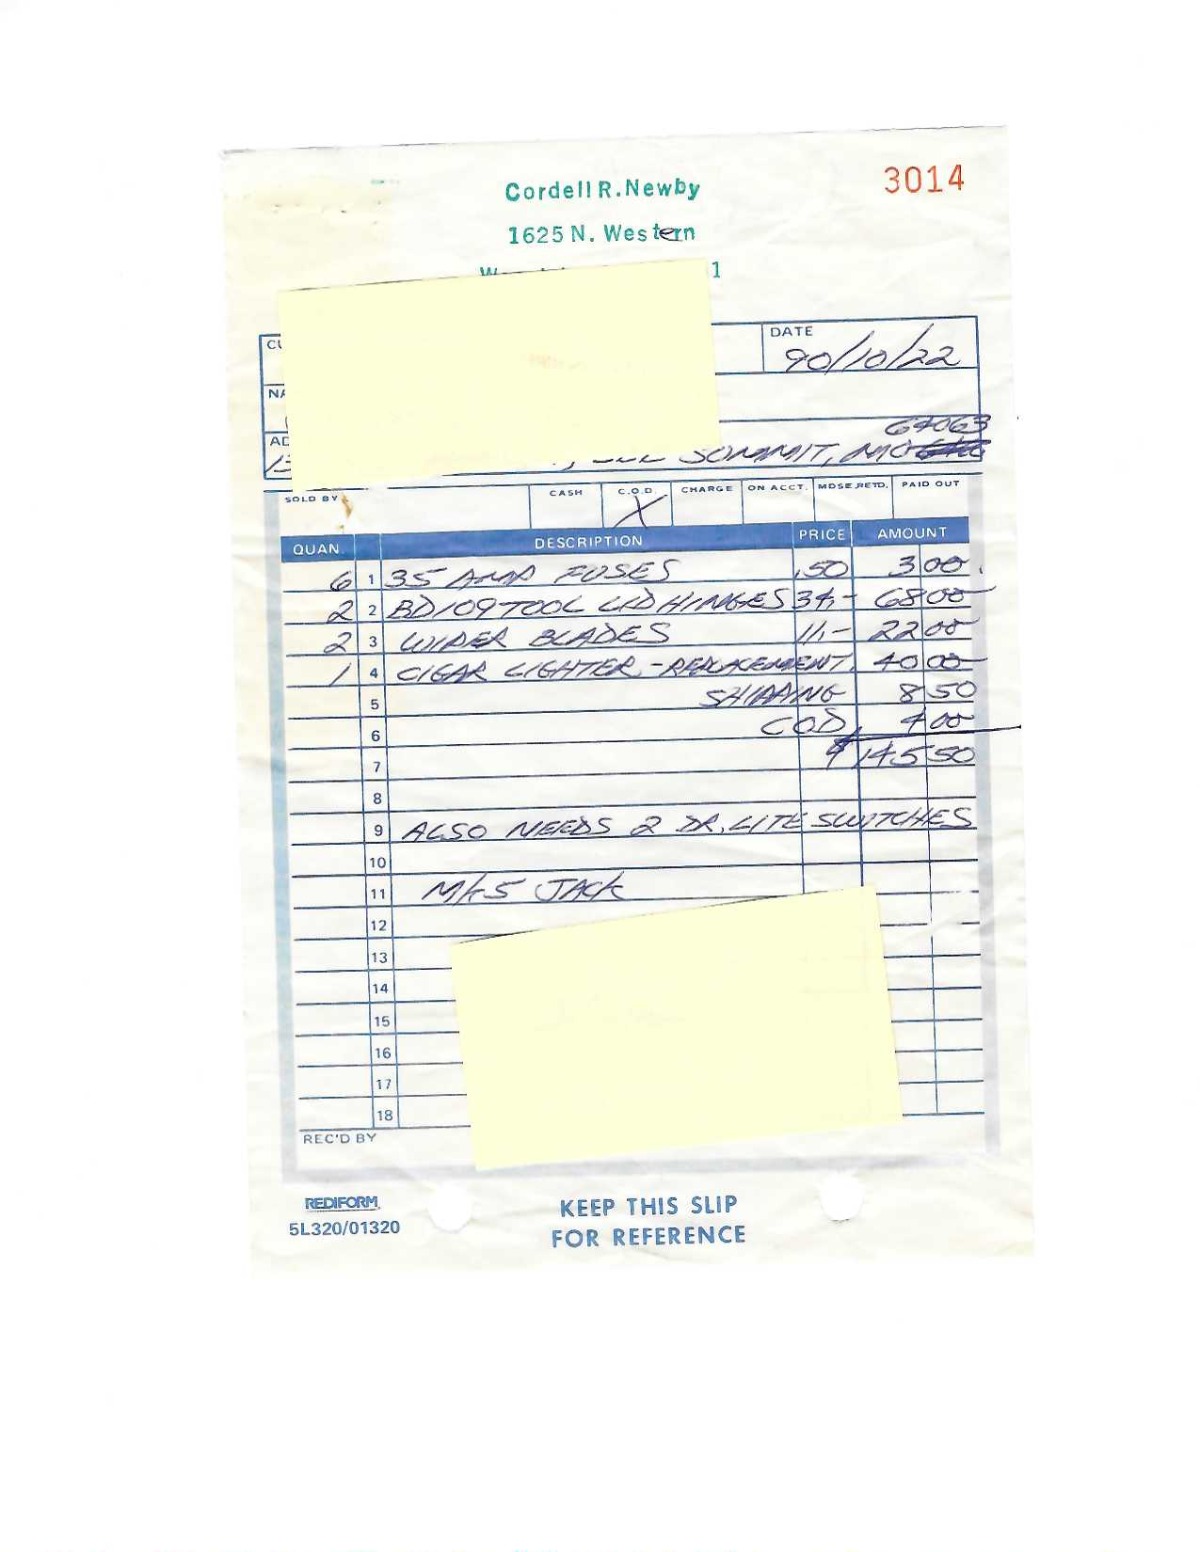 3014
Cordell R. Newby
1625 N. Western
1
DATE
90/10/22
64063
SUMMIT, MO
SOLD BY CASH C.O.D. CHARGE ON ACCT. MDSE. RETD. PAID OUT
X
QUAN DESCRIPTION PRICE AMOUNT
6 1 35 AMP FUSES .50 3 00
2 2 BD/09 TOOL LID HINGES 34,- 68 00
2 3 WIPER BLADES 11,- 22 00
1 4 CIGAR LIGHTER - REPLACEMENT 40 00
5 SHIPPING 8 50
6 COD 4 00
7 $ 145 50
8
9 ALSO NEEDS 2 DR. LITE SWITCHES
10
11 MK5 JACK
12
13
14
15
16
17
18
REC'D BY
REDIFORM
5L320/01320
KEEP THIS SLIP
FOR REFERENCE